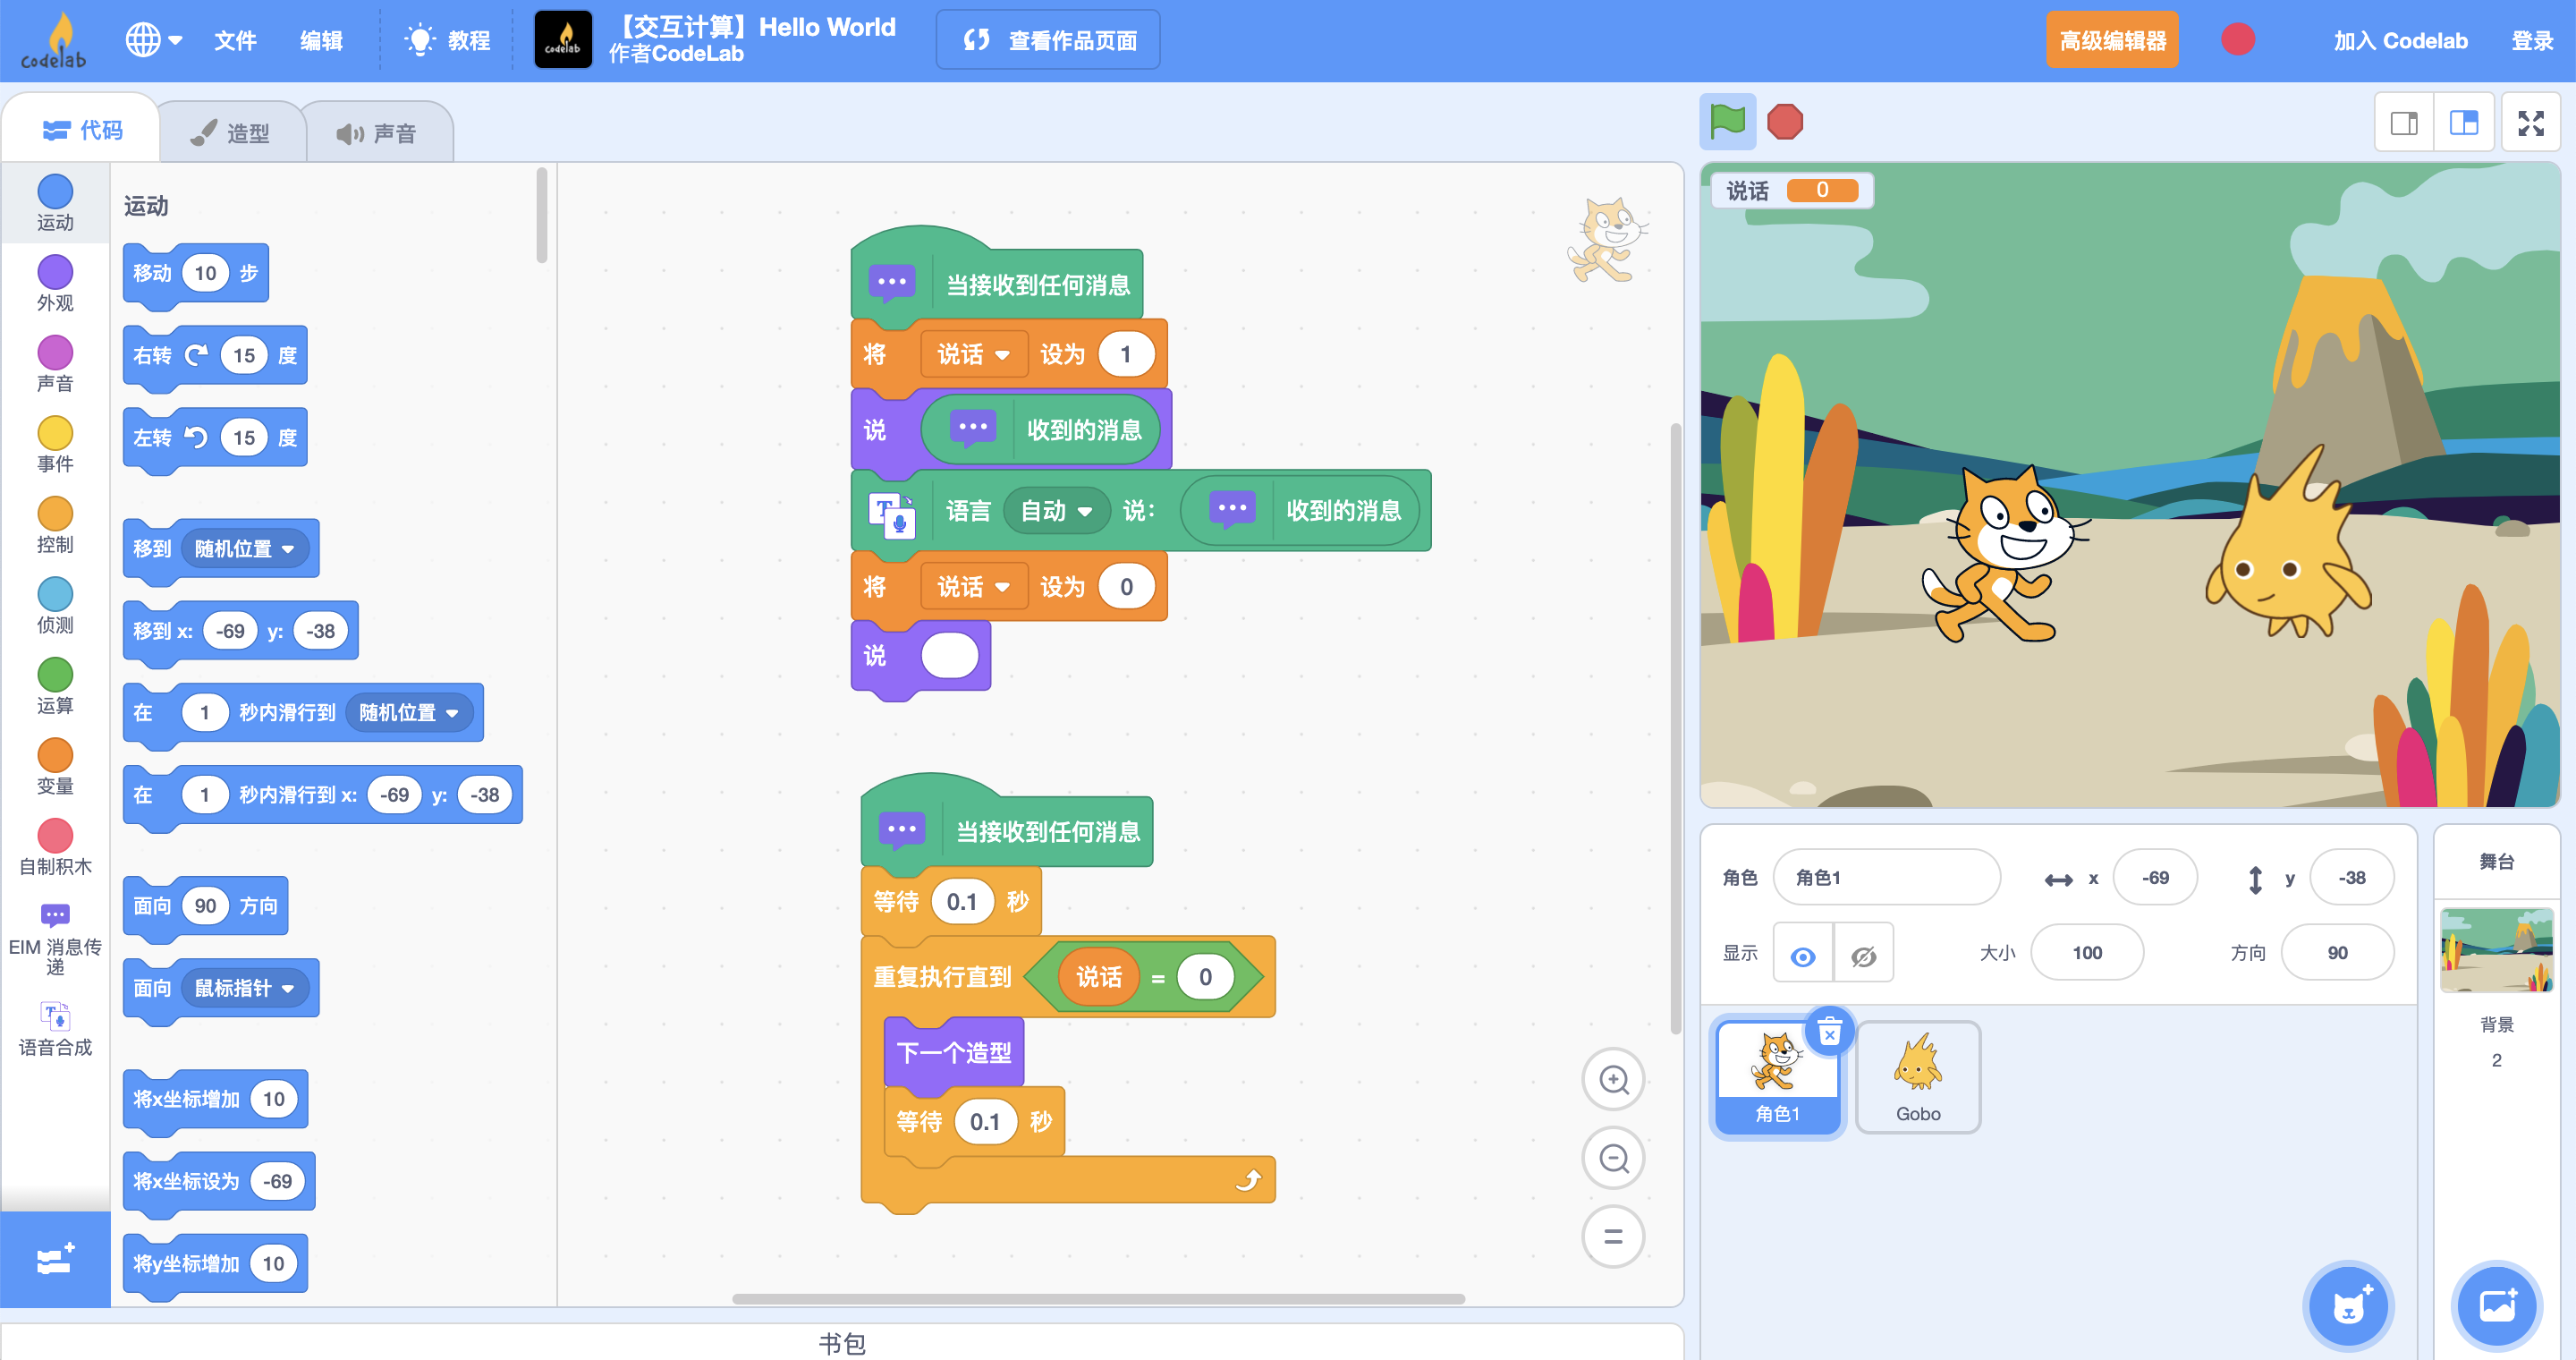 codelab
文件
编辑
教程
codelab
【交互计算】Hello World
作者CodeLab
查看作品页面
高级编辑器
加入 Codelab
登录
代码
造型
声音
运动
外观
声音
事件
控制
侦测
运算
变量
自制积木
EIM 消息传
递
语音合成
运动
移动 10 步
右转 15 度
左转 15 度
移到 随机位置
移到 x: -69 y: -38
在 1 秒内滑行到 随机位置
在 1 秒内滑行到 x: -69 y: -38
面向 90 方向
面向 鼠标指针
将x坐标增加 10
将x坐标设为 -69
将y坐标增加 10
当接收到任何消息
将 说话 设为 1
说 收到的消息
T 语言 自动 说: 收到的消息
将 说话 设为 0
说
当接收到任何消息
等待 0.1 秒
重复执行直到 说话 = 0
下一个造型
等待 0.1 秒
书包
说话 0
角色 角色1 x -69 y -38
显示 大小 100 方向 90
角色1
Gobo
舞台
背景
2